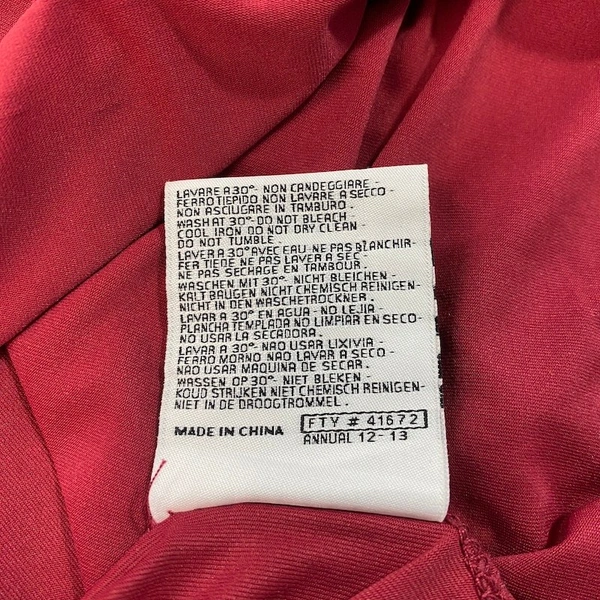 LAVARE A 30°- NON CANDEGGIARE -
FERRO TIEPIDO NON LAVARE A SECCO -
NON ASCIUGARE IN TAMBURO .
WASH AT 30°- DO NOT BLEACH -
COOL IRON DO NOT DRY CLEAN -
DO NOT TUMBLE .
LAVER A 30° AVEC EAU - NE PAS BLANCHIR-
FER TIEDE NE PAS LAVER A SEC -
NE PAS SECHAGE EN TAMBOUR .
WASCHEN MIT 30°- NICHT BLEICHEN -
KALT BAUGEN NICHT CHEMISCH REINIGEN-
NICHT IN DEN WASCHETROCKNER .
LAVAR A 30° EN AGUA - NO LEJIA -
PLANCHA TEMPLADA NO LIMPIAR EN SECO-
NO USAR LA SECADORA .
LAVAR A 30°- NAO USAR LIXIVIA -
FERRO MORNO NAO LAVAR A SECO -
NAO USAR MAQUINA DE SECAR .
WASSEN OP 30°- NIET BLEKEN -
KOUD STRIJKEN NIET CHEMISCH REINIGEN-
NIET IN DE DROOGTROMMEL .
MADE IN CHINA FTY # 41672
ANNUAL 12-13